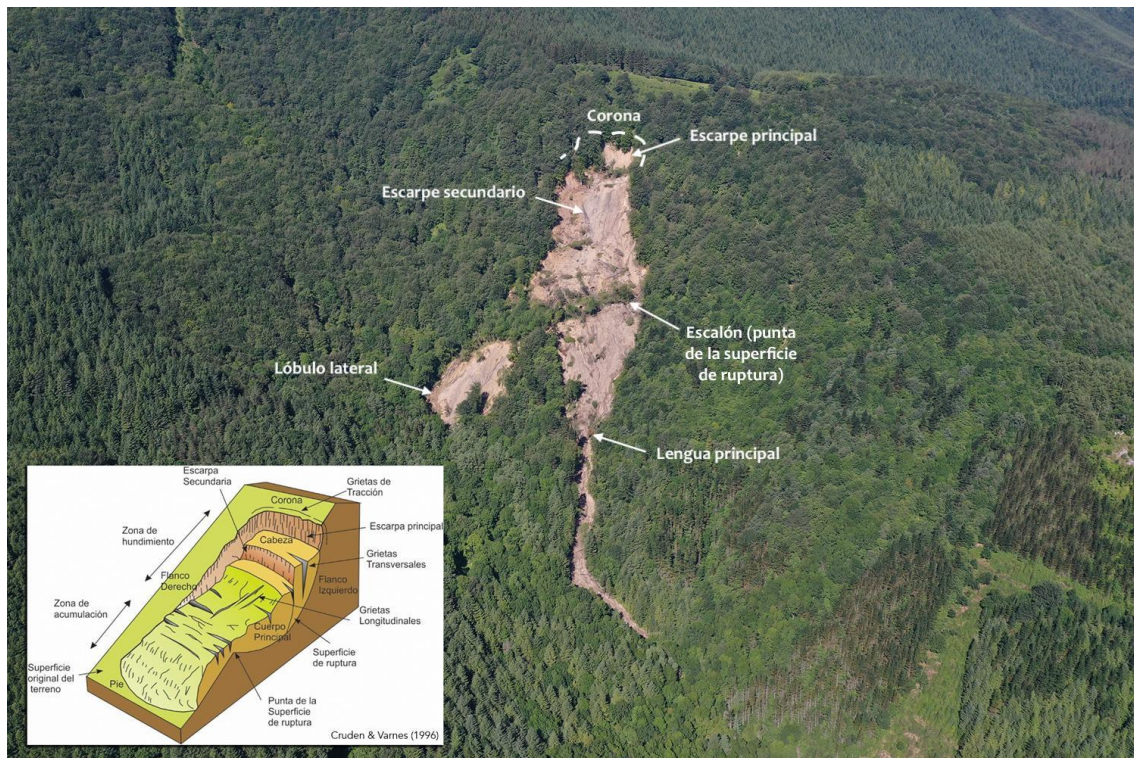 Corona
Escarpe principal
Escarpe secundario
Escalón (punta
de la superficie
de ruptura)
Lóbulo lateral
Lengua principal
Escarpa
Secundaria
Grietas de
Tracción
Corona
Escarpa principal
Zona de
hundimiento
Cabeza
Grietas
Transversales
Flanco
Derecho
Flanco
Izquierdo
Zona de
acumulación
Grietas
Longitudinales
Cuerpo
Principal
Superficie
de ruptura
Superficie
original del
terreno
Pie
Punta de la
Superficie
de ruptura
Cruden & Varnes (1996)